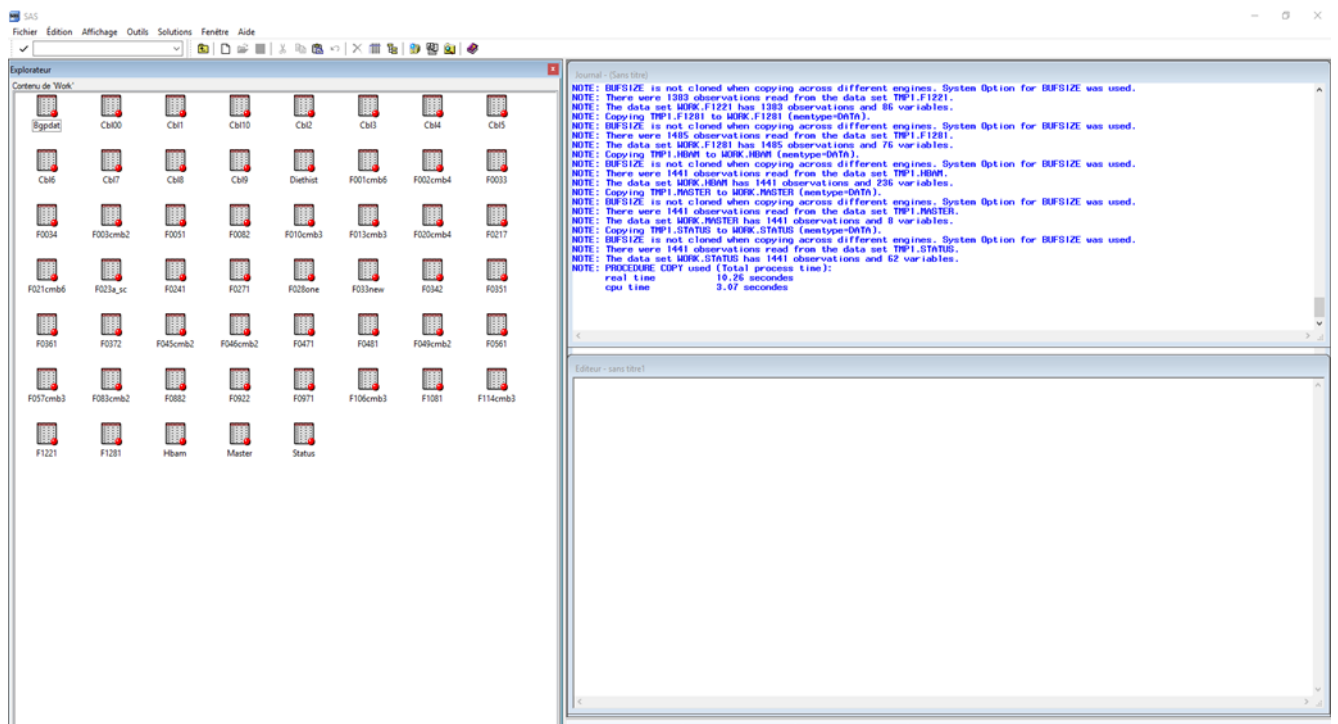 SAS
Fichier Édition Affichage Outils Solutions Fenêtre Aide
Explorateur
Contenu de 'Work'
Bgpdat Cbl00 Cbl1 Cbl10 Cbl2 Cbl3 Cbl4 Cbl5
Cbl6 Cbl7 Cbl8 Cbl9 Diethist F001cmb6 F002cmb4 F0033
F0034 F003cmb2 F0051 F0082 F010cmb3 F013cmb3 F020cmb4 F0217
F021cmb6 F023a_sc F0241 F0271 F028one F033new F0342 F0351
F0361 F0372 F045cmb2 F046cmb2 F0471 F0481 F049cmb2 F0561
F057cmb3 F083cmb2 F0882 F0922 F0971 F106cmb3 F1081 F114cmb3
F1221 F1281 Hbam Master Status
Journal - (Sans titre)
NOTE: BUFSIZE is not cloned when copying across different engines. System Option for BUFSIZE was used.
NOTE: There were 1383 observations read from the data set TMP1.F1221.
NOTE: The data set WORK.F1221 has 1383 observations and 86 variables.
NOTE: Copying TMP1.F1281 to WORK.F1281 (memtype=DATA).
NOTE: BUFSIZE is not cloned when copying across different engines. System Option for BUFSIZE was used.
NOTE: There were 1485 observations read from the data set TMP1.F1281.
NOTE: The data set WORK.F1281 has 1485 observations and 76 variables.
NOTE: Copying TMP1.HBAM to WORK.HBAM (memtype=DATA).
NOTE: BUFSIZE is not cloned when copying across different engines. System Option for BUFSIZE was used.
NOTE: There were 1441 observations read from the data set TMP1.HBAM.
NOTE: The data set WORK.HBAM has 1441 observations and 236 variables.
NOTE: Copying TMP1.MASTER to WORK.MASTER (memtype=DATA).
NOTE: BUFSIZE is not cloned when copying across different engines. System Option for BUFSIZE was used.
NOTE: There were 1441 observations read from the data set TMP1.MASTER.
NOTE: The data set WORK.MASTER has 1441 observations and 8 variables.
NOTE: Copying TMP1.STATUS to WORK.STATUS (memtype=DATA).
NOTE: BUFSIZE is not cloned when copying across different engines. System Option for BUFSIZE was used.
NOTE: There were 1441 observations read from the data set TMP1.STATUS.
NOTE: The data set WORK.STATUS has 1441 observations and 62 variables.
NOTE: PROCEDURE COPY used (Total process time):
real time 10.26 secondes
cpu time 3.07 secondes
Editeur - sans titre1